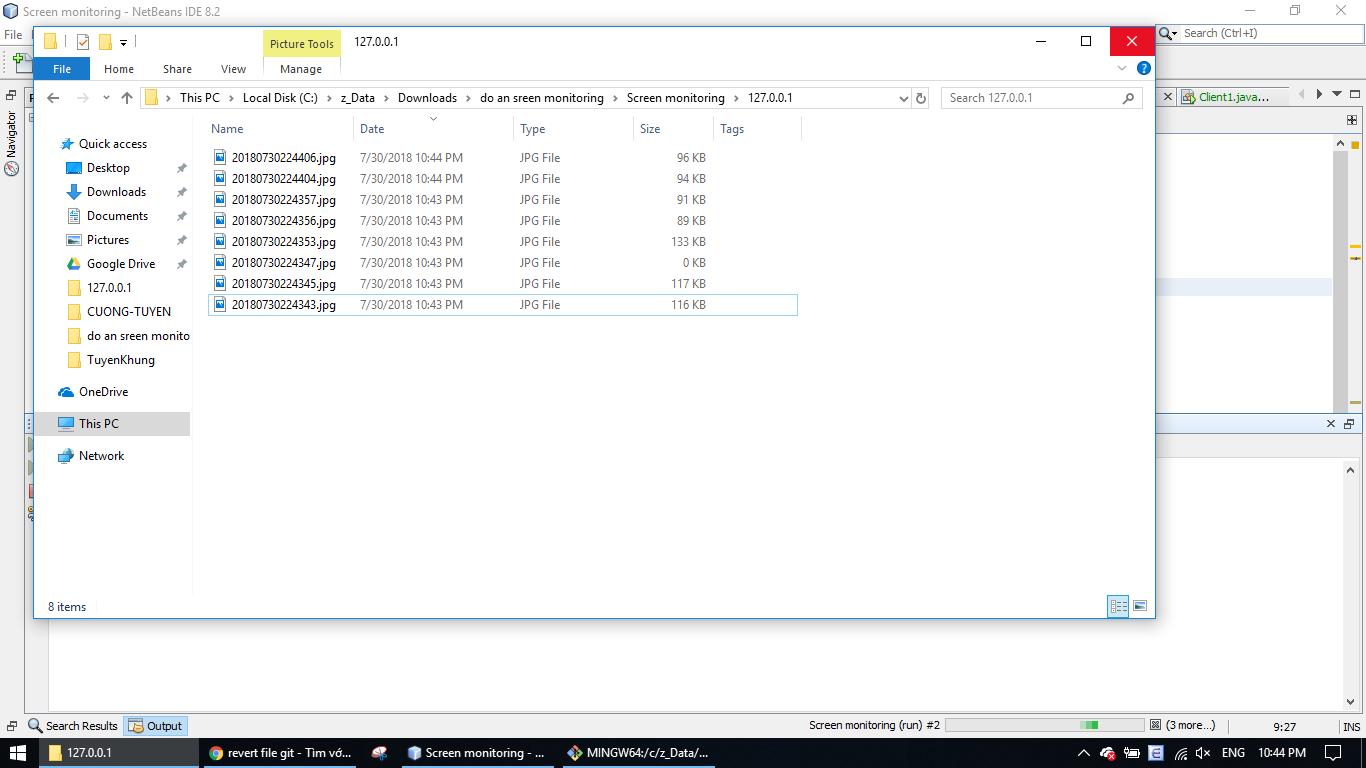 Screen monitoring - NetBeans IDE 8.2
File
Search (Ctrl+I)
Picture Tools
127.0.0.1
File Home Share View Manage
This PC Local Disk (C:) z_Data Downloads do an sreen monitoring Screen monitoring 127.0.0.1
Search 127.0.0.1
Client1.java...
Navigator
Name Date Type Size Tags
20180730224406.jpg 7/30/2018 10:44 PM JPG File 96 KB
20180730224404.jpg 7/30/2018 10:44 PM JPG File 94 KB
20180730224357.jpg 7/30/2018 10:43 PM JPG File 91 KB
20180730224356.jpg 7/30/2018 10:43 PM JPG File 89 KB
20180730224353.jpg 7/30/2018 10:43 PM JPG File 133 KB
20180730224347.jpg 7/30/2018 10:43 PM JPG File 0 KB
20180730224345.jpg 7/30/2018 10:43 PM JPG File 117 KB
20180730224343.jpg 7/30/2018 10:43 PM JPG File 116 KB
Quick access
Desktop
Downloads
Documents
Pictures
Google Drive
127.0.0.1
CUONG-TUYEN
do an sreen monito
TuyenKhung
OneDrive
This PC
Network
8 items
Search Results Output
Screen monitoring (run) #2 (3 more...) 9:27 INS
127.0.0.1
revert file git - Tìm vớ...
Screen monitoring - ...
MINGW64:/c/z_Data/...
ENG 10:44 PM